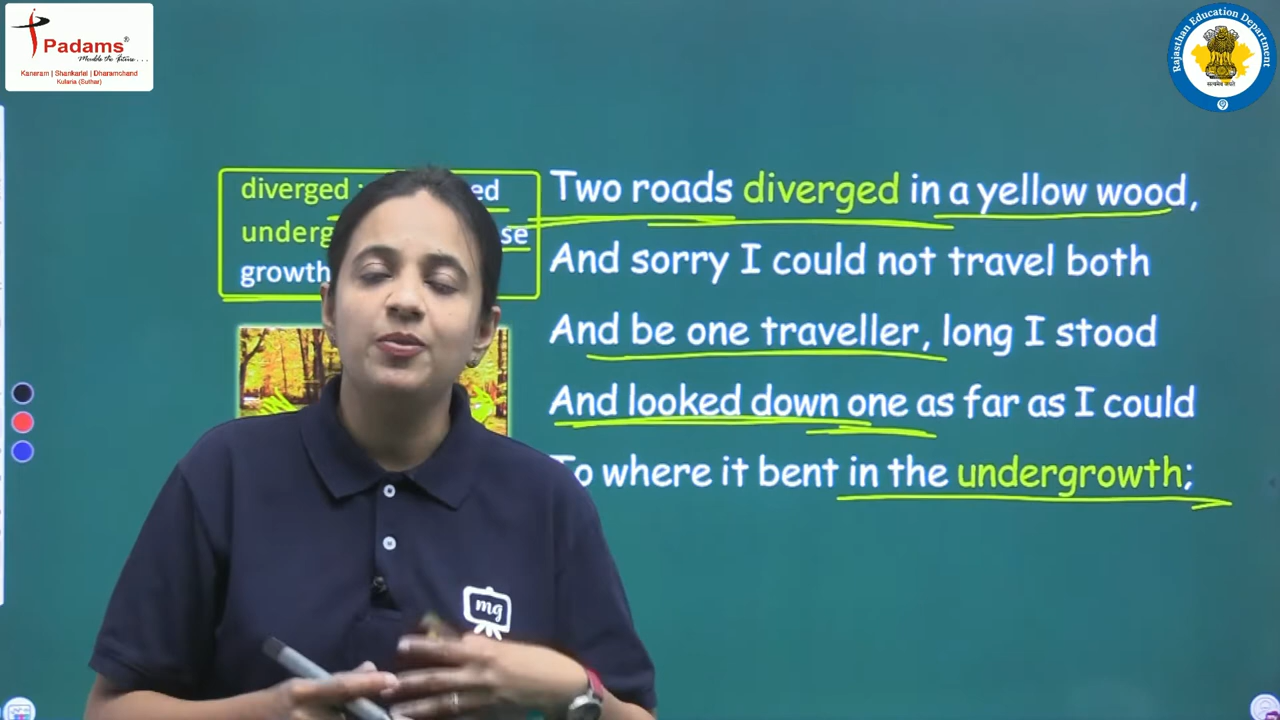 Padams®
Kanaram | Shankarlal | Dharamchand
Kularia (Suthar)
Rajasthan Education Department
diverged : ed
underg se
growth
Two roads diverged in a yellow wood,
And sorry I could not travel both
And be one traveller, long I stood
And looked down one as far as I could
To where it bent in the undergrowth;
mg